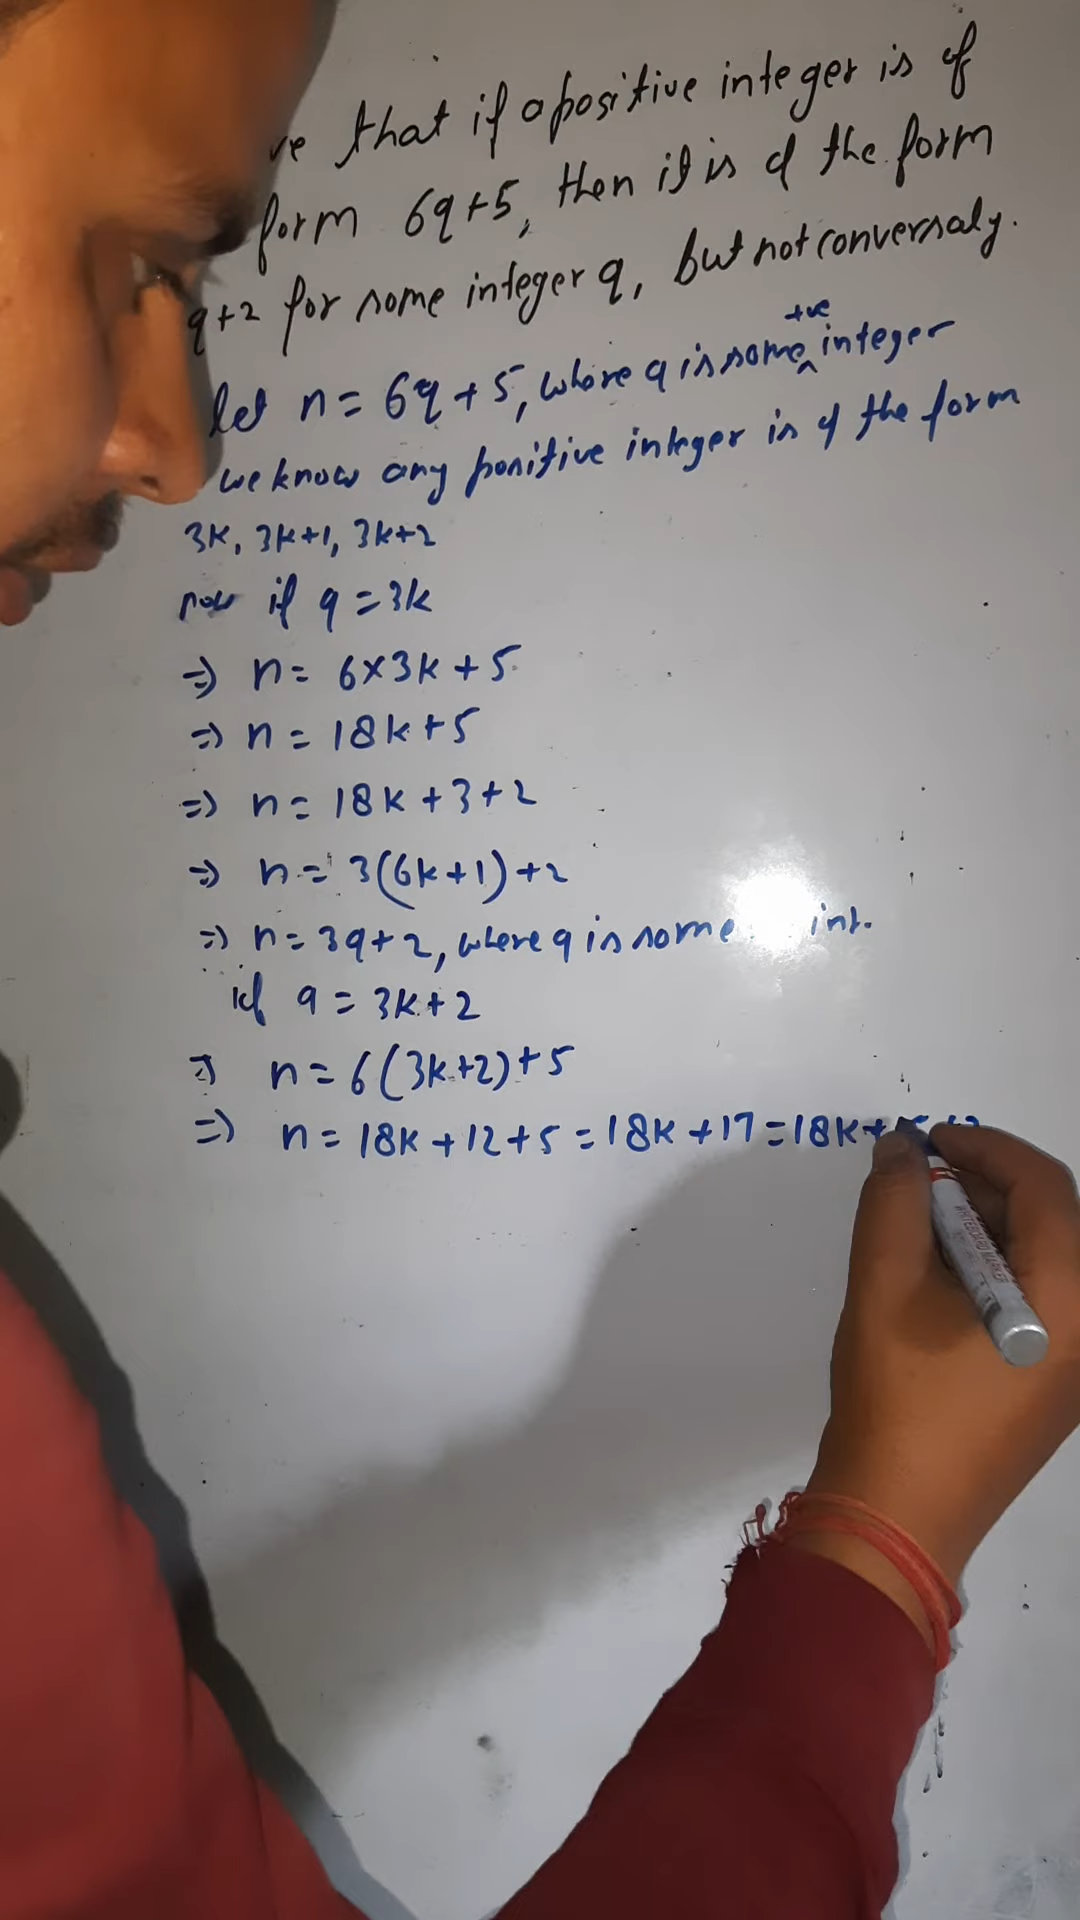 ve that if a positive integer is of
form 6q+5, then it is of the form
q+2 for some integer q, but not conversaly.
+ve
let n = 6q + 5, where q is some ^ integer
we know any positive integer is of the form
3k, 3k+1, 3k+2
now if q = 3k
=> n = 6×3k + 5
=> n = 18k + 5
=> n = 18k + 3 + 2
=> n = 3(6k+1) + 2
=> n = 3q + 2, where q is some int.
if q = 3k + 2
=> n = 6(3k+2) + 5
=> n = 18k + 12 + 5 = 18k + 17 = 18k +
WHITEBOARD MARKER